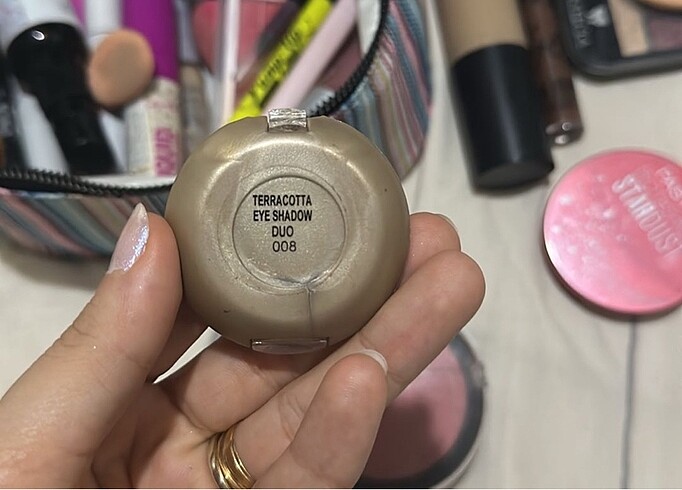 TERRACOTTA
EYE SHADOW
DUO
008
STARDUST